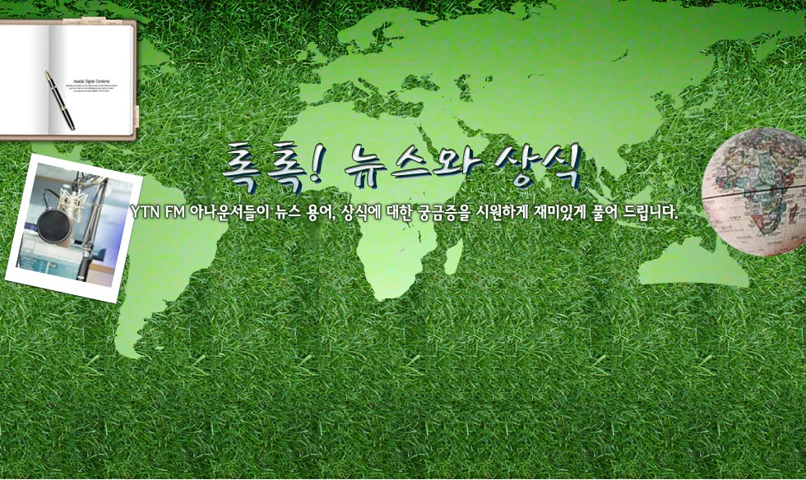 톡톡! 뉴스와 상식
YTN FM 아나운서들이 뉴스 용어, 상식에 대한 궁금증을 시원하게 재미있게 풀어 드립니다.